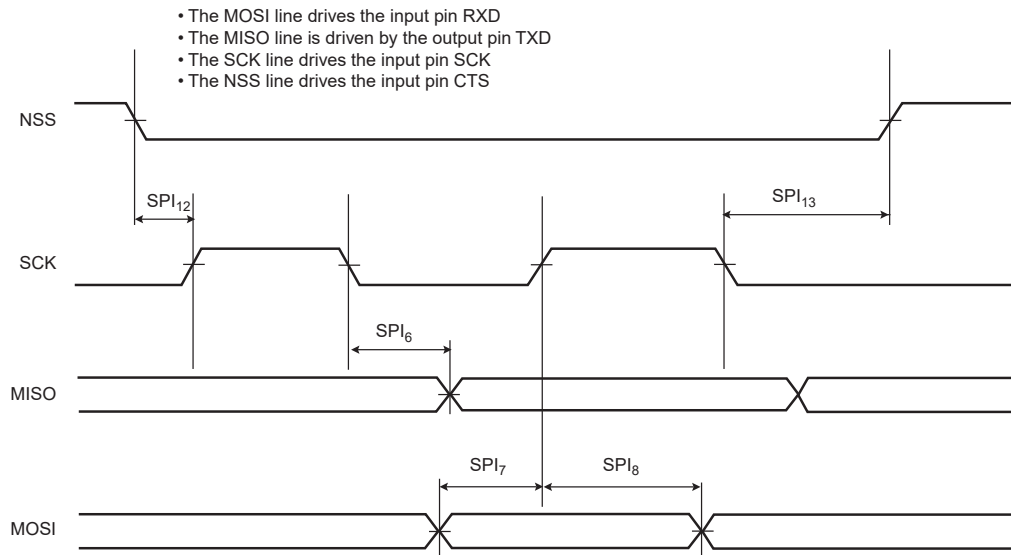 • The MOSI line drives the input pin RXD
• The MISO line is driven by the output pin TXD
• The SCK line drives the input pin SCK
• The NSS line drives the input pin CTS
NSS
SPI12
SPI13
SCK
SPI6
MISO
SPI7
SPI8
MOSI